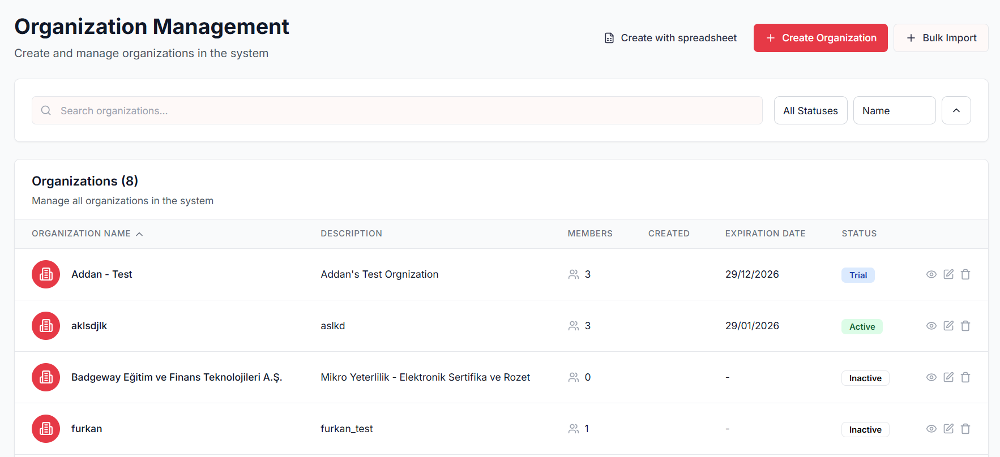 Organization Management
Create and manage organizations in the system
Create with spreadsheet
Create Organization
Bulk Import
Search organizations...
All Statuses
Name
Organizations (8)
Manage all organizations in the system
ORGANIZATION NAME DESCRIPTION MEMBERS CREATED EXPIRATION DATE STATUS
Addan - Test Addan's Test Orgnization 3 29/12/2026 Trial
aklsdjlk aslkd 3 29/01/2026 Active
Badgeway Eğitim ve Finans Teknolojileri A.Ş. Mikro Yeterlilik - Elektronik Sertifika ve Rozet 0 - Inactive
furkan furkan_test 1 - Inactive